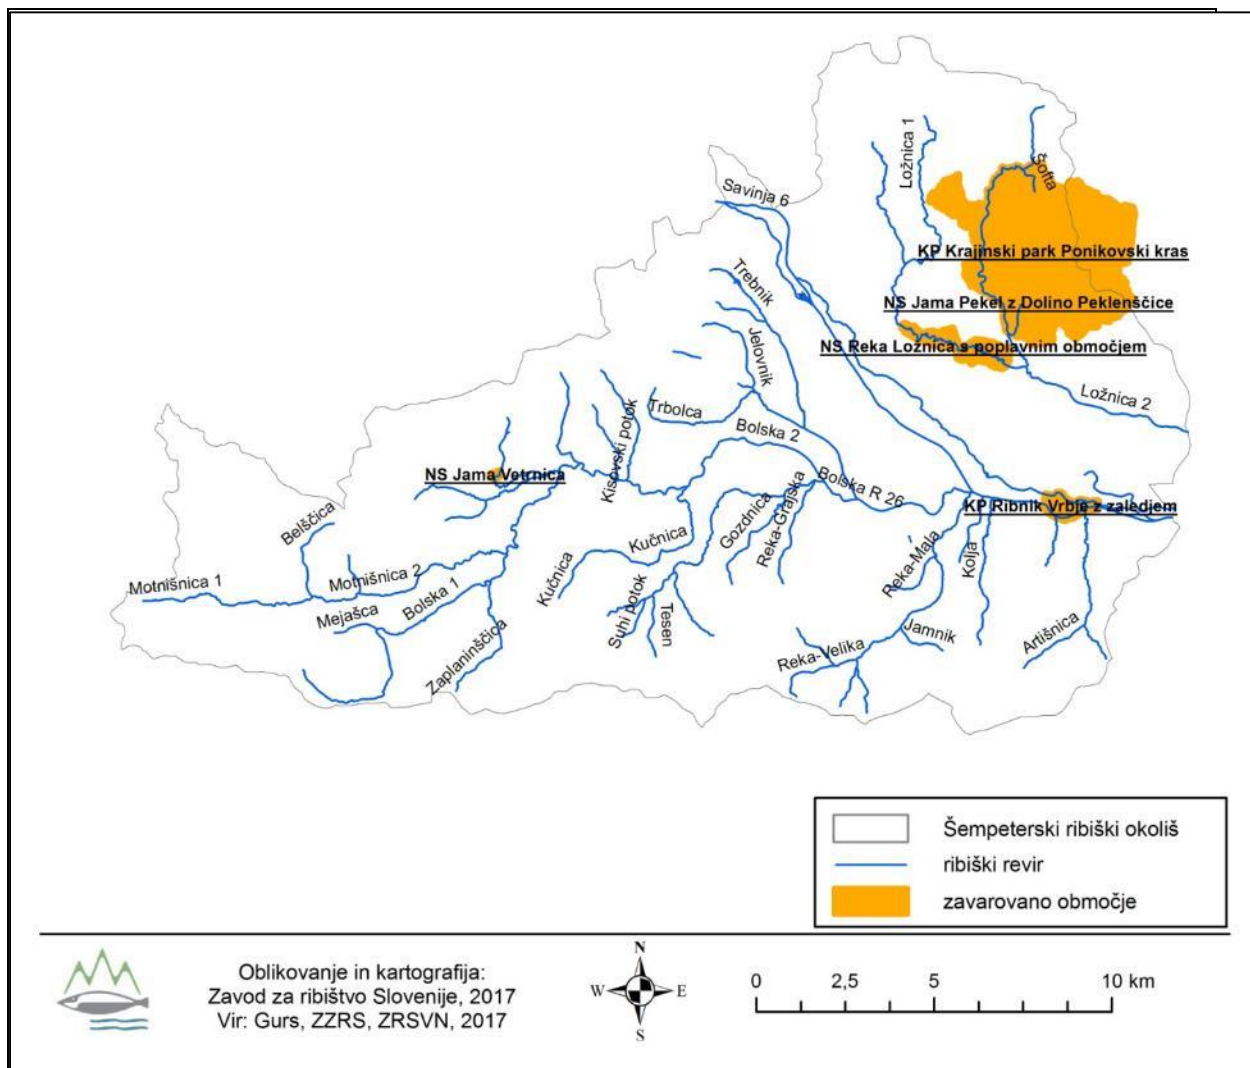 Savinja 6
Ložnica 1
Šofta
KP Krajinski park Ponikovski kras
Trebnik
NS Jama Pekel z Dolino Peklenščice
NS Reka Ložnica s poplavnim območjem
Jelovnik
Ložnica 2
Trbolca
Kisovski potok
Bolska 2
NS Jama Vetrnica
Bolska R 26
KP Ribnik Vrbje z zaledjem
Belščica
Gozdnica
Reka-Grajska
Kučnica
Kučnica
Reka-Mala
Kolja
Motnišnica 1
Motnišnica 2
Mejašca
Bolska 1
Suhi potok
Tesen
Zaplaninščica
Reka-Velika
Jamnik
Artišnica
Šempeterski ribiški okoliš
ribiški revir
zavarovano območje
Oblikovanje in kartografija:
Zavod za ribištvo Slovenije, 2017
Vir: Gurs, ZZRS, ZRSVN, 2017
N
W E
S
0 2,5 5 10 km